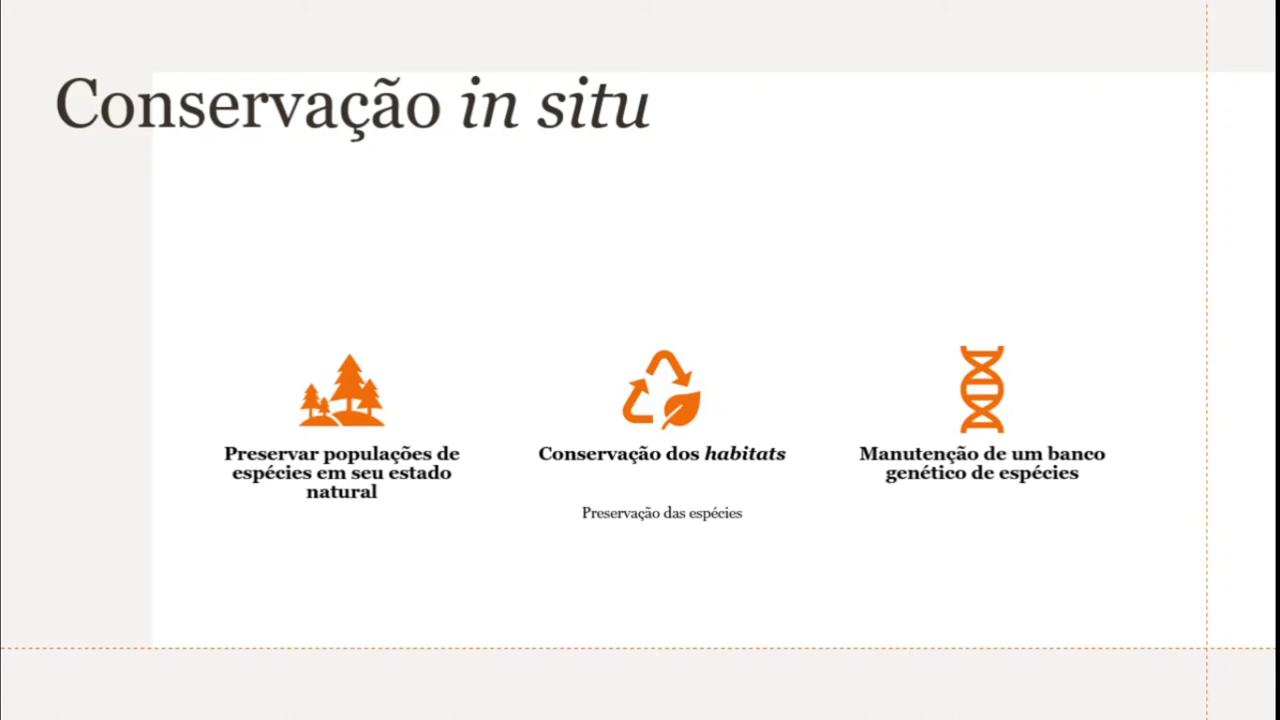 Conservação in situ
Preservar populações de
espécies em seu estado
natural
Conservação dos habitats
Preservação das espécies
Manutenção de um banco
genético de espécies